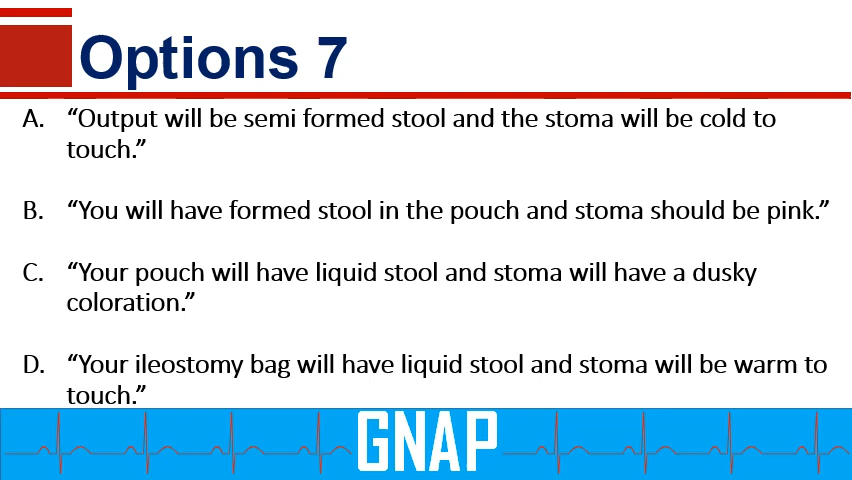 Options 7
A. “Output will be semi formed stool and the stoma will be cold to
touch.”
B. “You will have formed stool in the pouch and stoma should be pink.”
C. “Your pouch will have liquid stool and stoma will have a dusky
coloration.”
D. “Your ileostomy bag will have liquid stool and stoma will be warm to
touch.”
GNAP